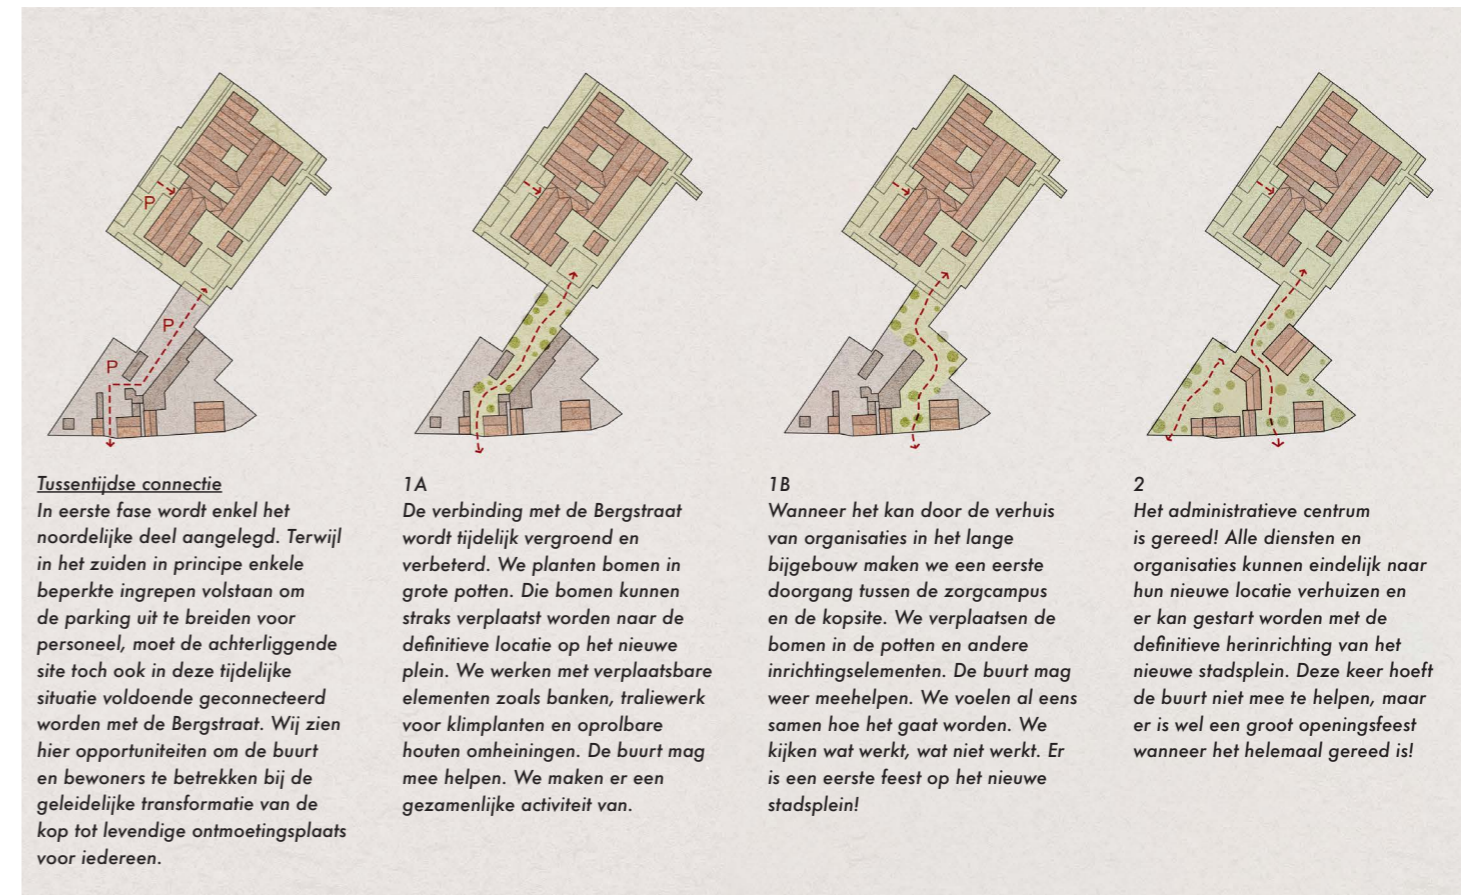 P
P
P
Tussentijdse connectie
In eerste fase wordt enkel het
noordelijke deel aangelegd. Terwijl
in het zuiden in principe enkele
beperkte ingrepen volstaan om
de parking uit te breiden voor
personeel, moet de achterliggende
site toch ook in deze tijdelijke
situatie voldoende geconnecteerd
worden met de Bergstraat. Wij zien
hier opportuniteiten om de buurt
en bewoners te betrekken bij de
geleidelijke transformatie van de
kop tot levendige ontmoetingsplaats
voor iedereen.
1A
De verbinding met de Bergstraat
wordt tijdelijk vergroend en
verbeterd. We planten bomen in
grote potten. Die bomen kunnen
straks verplaatst worden naar de
definitieve locatie op het nieuwe
plein. We werken met verplaatsbare
elementen zoals banken, traliewerk
voor klimplanten en oprolbare
houten omheiningen. De buurt mag
mee helpen. We maken er een
gezamenlijke activiteit van.
1B
Wanneer het kan door de verhuis
van organisaties in het lange
bijgebouw maken we een eerste
doorgang tussen de zorgcampus
en de kopsite. We verplaatsen de
bomen in de potten en andere
inrichtingselementen. De buurt mag
weer meehelpen. We voelen al eens
samen hoe het gaat worden. We
kijken wat werkt, wat niet werkt. Er
is een eerste feest op het nieuwe
stadsplein!
2
Het administratieve centrum
is gereed! Alle diensten en
organisaties kunnen eindelijk naar
hun nieuwe locatie verhuizen en
er kan gestart worden met de
definitieve herinrichting van het
nieuwe stadsplein. Deze keer hoeft
de buurt niet mee te helpen, maar
er is wel een groot openingsfeest
wanneer het helemaal gereed is!